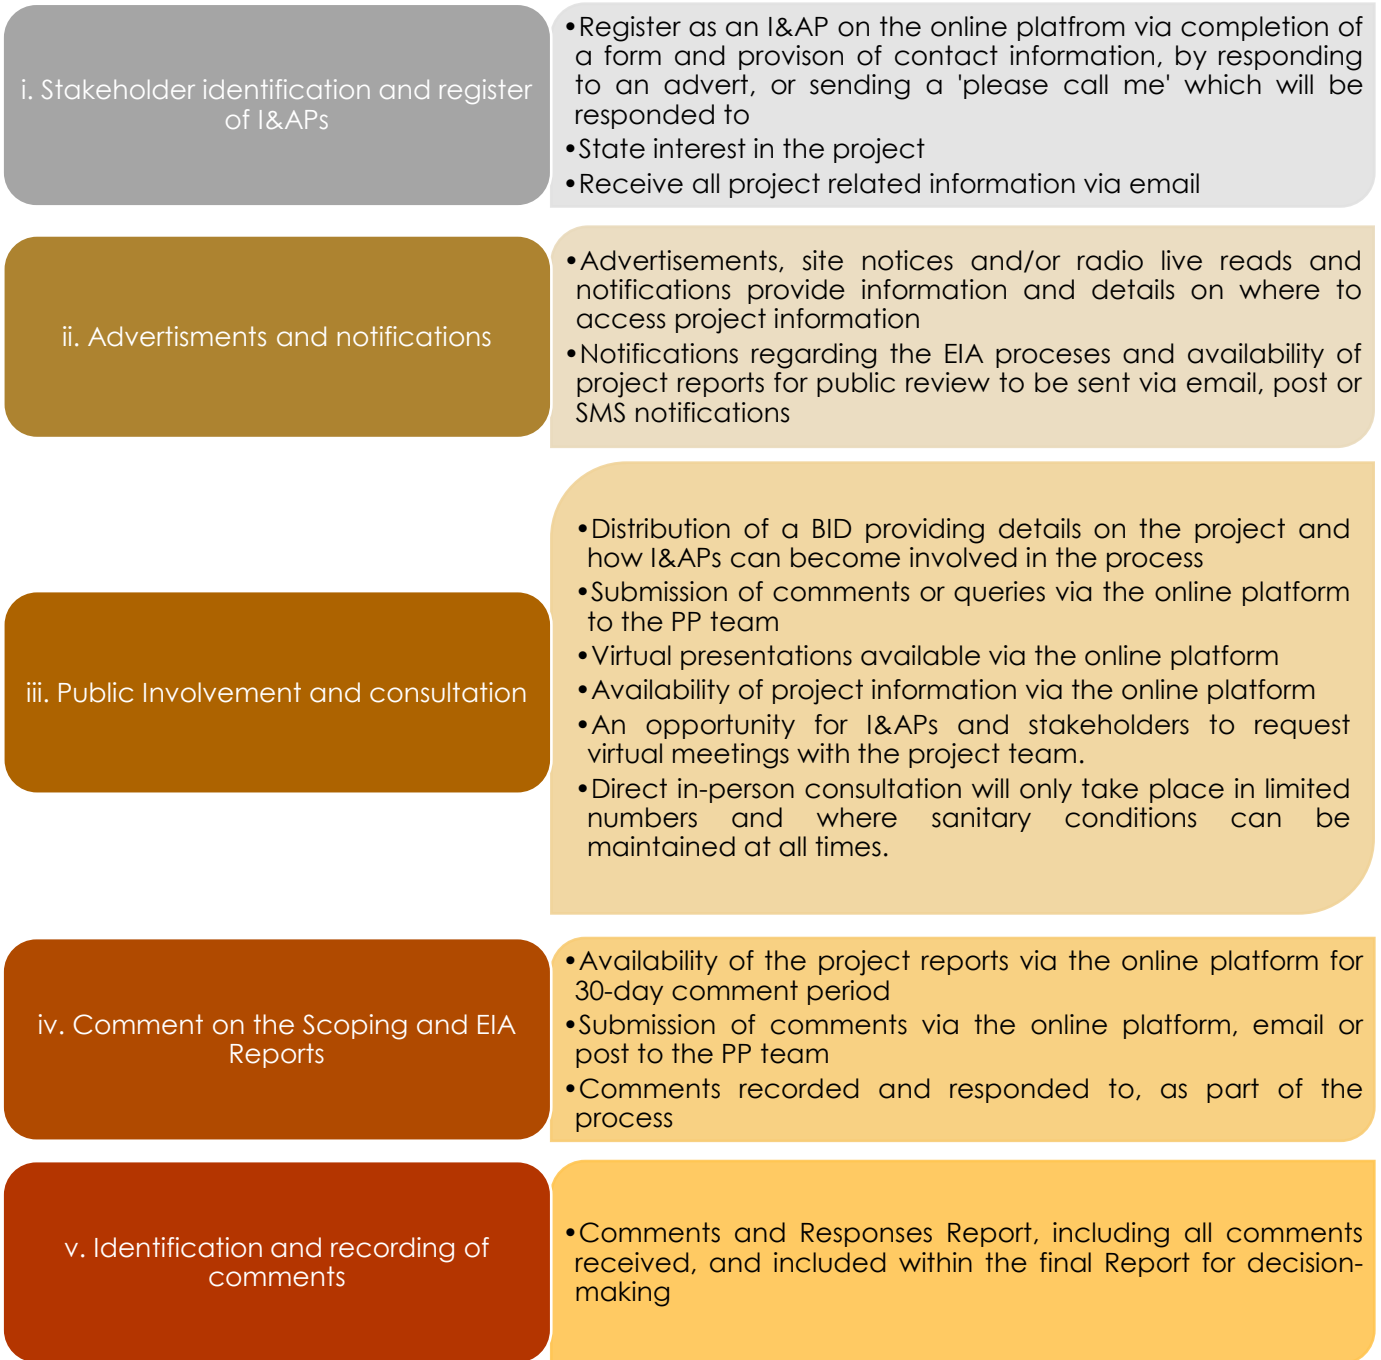 i. Stakeholder identification and register
of I&APs
•Register as an I&AP on the online platfrom via completion of
a form and provison of contact information, by responding
to an advert, or sending a 'please call me' which will be
responded to
•State interest in the project
•Receive all project related information via email
ii. Advertisments and notifications
•Advertisements, site notices and/or radio live reads and
notifications provide information and details on where to
access project information
•Notifications regarding the EIA proceses and availability of
project reports for public review to be sent via email, post or
SMS notifications
iii. Public Involvement and consultation
•Distribution of a BID providing details on the project and
how I&APs can become involved in the process
•Submission of comments or queries via the online platform
to the PP team
•Virtual presentations available via the online platform
•Availability of project information via the online platform
•An opportunity for I&APs and stakeholders to request
virtual meetings with the project team.
•Direct in-person consultation will only take place in limited
numbers and where sanitary conditions can be
maintained at all times.
iv. Comment on the Scoping and EIA
Reports
•Availability of the project reports via the online platform for
30-day comment period
•Submission of comments via the online platform, email or
post to the PP team
•Comments recorded and responded to, as part of the
process
v. Identification and recording of
comments
•Comments and Responses Report, including all comments
received, and included within the final Report for decision-
making